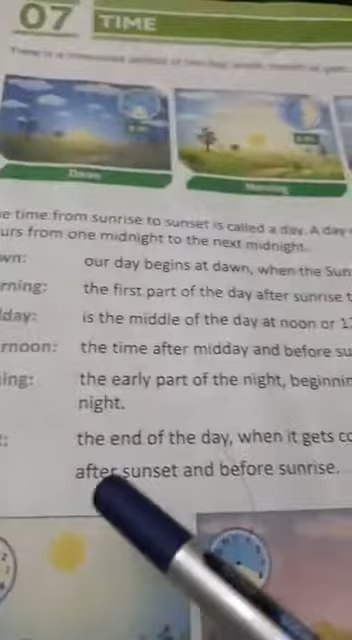 07 TIME
Dawn
Morning
e time from sunrise to sunset is called a day. A day
urs from one midnight to the next midnight.
wn: our day begins at dawn, when the Sun
rning: the first part of the day after sunrise t
dday: is the middle of the day at noon or 1
rnoon: the time after midday and before su
ing: the early part of the night, beginnin
night.
t: the end of the day, when it gets co
after sunset and before sunrise.